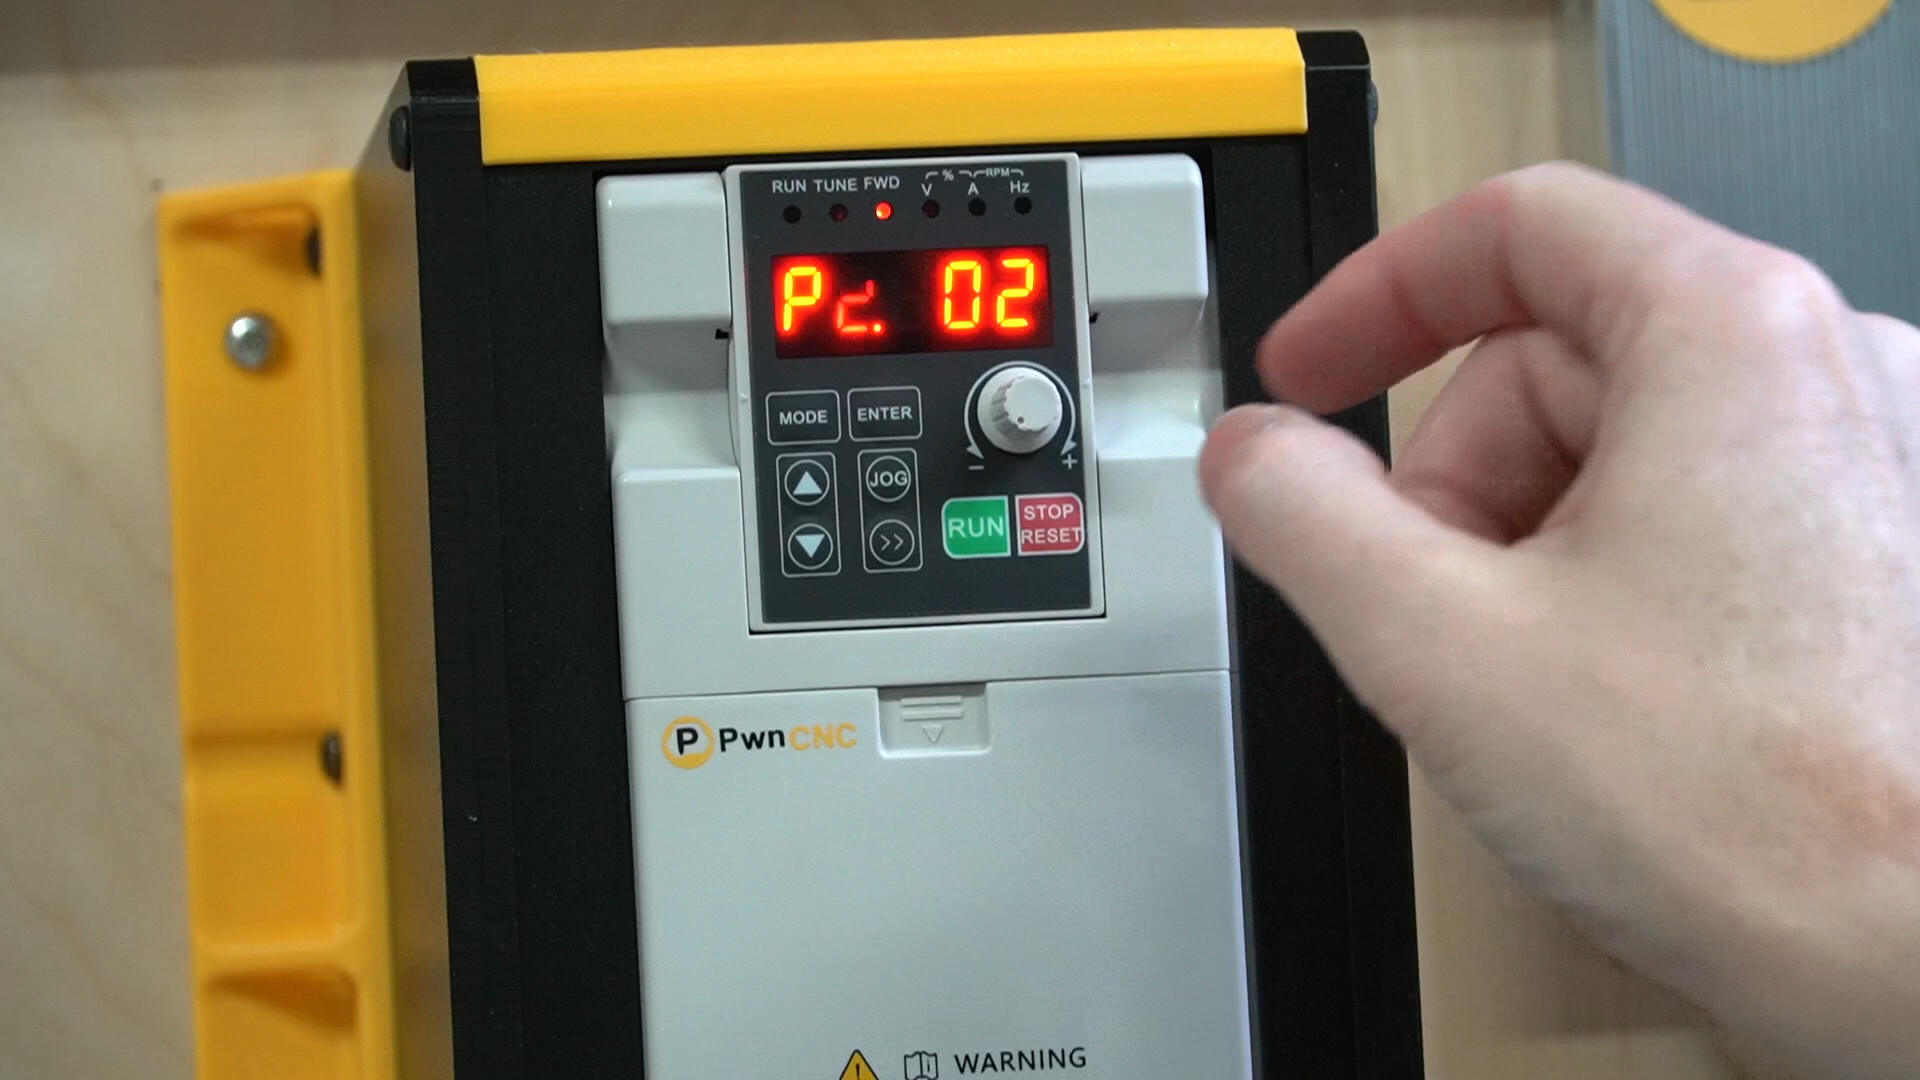 RUN TUNE FWD
% RPM
V A Hz
Pd. 02
MODE ENTER
JOG
− +
RUN STOP
RESET
PwnCNC
WARNING